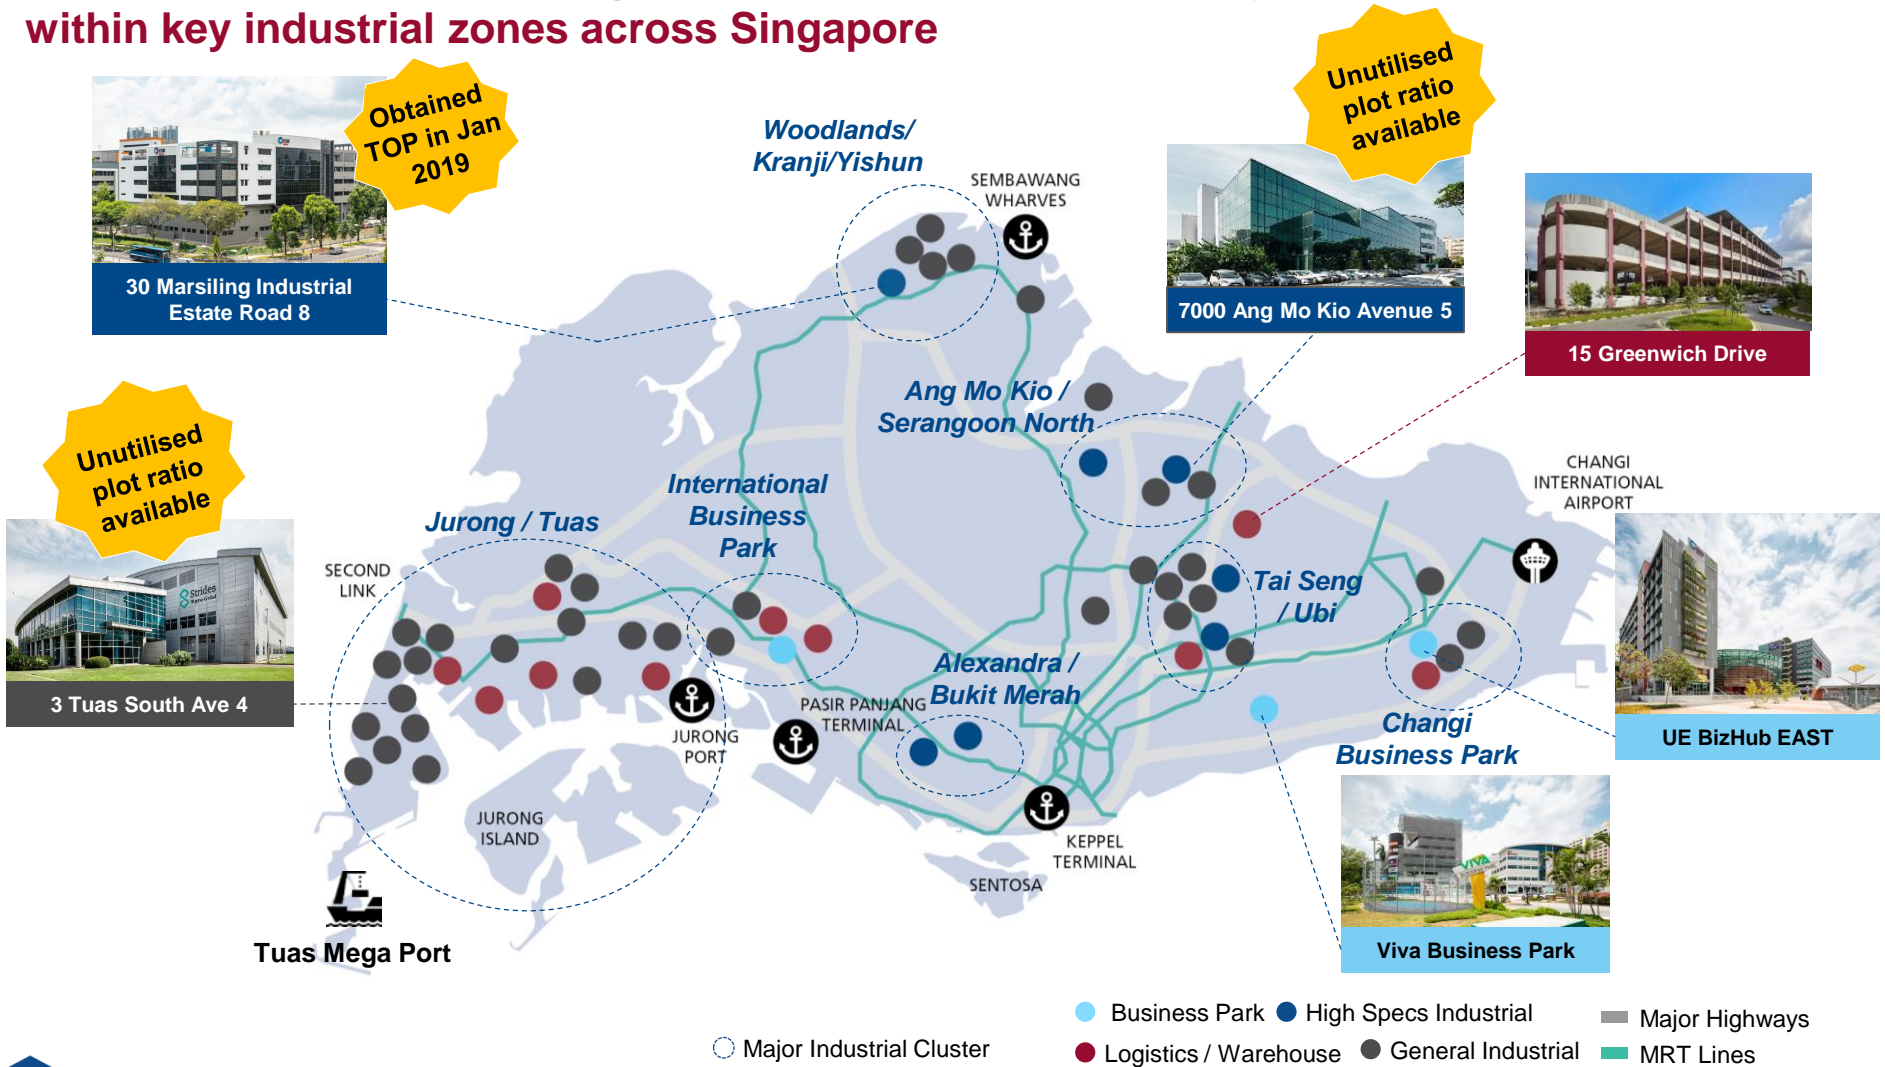 within key industrial zones across Singapore
Obtained
TOP in Jan
2019
30 Marsiling Industrial
Estate Road 8
Woodlands/
Kranji/Yishun
SEMBAWANG
WHARVES
Unutilised
plot ratio
available
7000 Ang Mo Kio Avenue 5
15 Greenwich Drive
Ang Mo Kio /
Serangoon North
Unutilised
plot ratio
available
Strides
3 Tuas South Ave 4
Jurong / Tuas
International
Business
Park
SECOND
LINK
CHANGI
INTERNATIONAL
AIRPORT
Tai Seng
/ Ubi
Alexandra /
Bukit Merah
PASIR PANJANG
TERMINAL
JURONG
PORT
Changi
Business Park
UE BizHub EAST
JURONG
ISLAND
KEPPEL
TERMINAL
SENTOSA
VIVA
Viva Business Park
Tuas Mega Port
Major Industrial Cluster
Business Park
High Specs Industrial
Major Highways
Logistics / Warehouse
General Industrial
MRT Lines